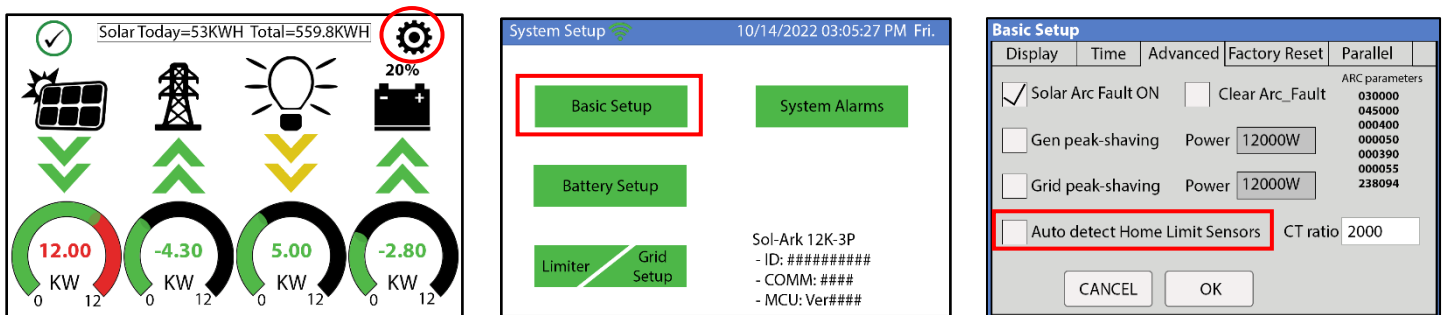 Solar Today=53KWH Total=559.8KWH
20%
- +
12.00
KW
0 12
-4.30
KW
0 12
5.00
KW
0 12
-2.80
KW
0 12
System Setup 10/14/2022 03:05:27 PM Fri.
Basic Setup
System Alarms
Battery Setup
Limiter Grid Setup
Sol-Ark 12K-3P
- ID: ##########
- COMM: ####
- MCU: Ver####
Basic Setup
Display Time Advanced Factory Reset Parallel
Solar Arc Fault ON Clear Arc_Fault
ARC parameters
030000
045000
000400
000050
000390
000055
238094
Gen peak-shaving Power 12000W
Grid peak-shaving Power 12000W
Auto detect Home Limit Sensors CT ratio 2000
CANCEL OK